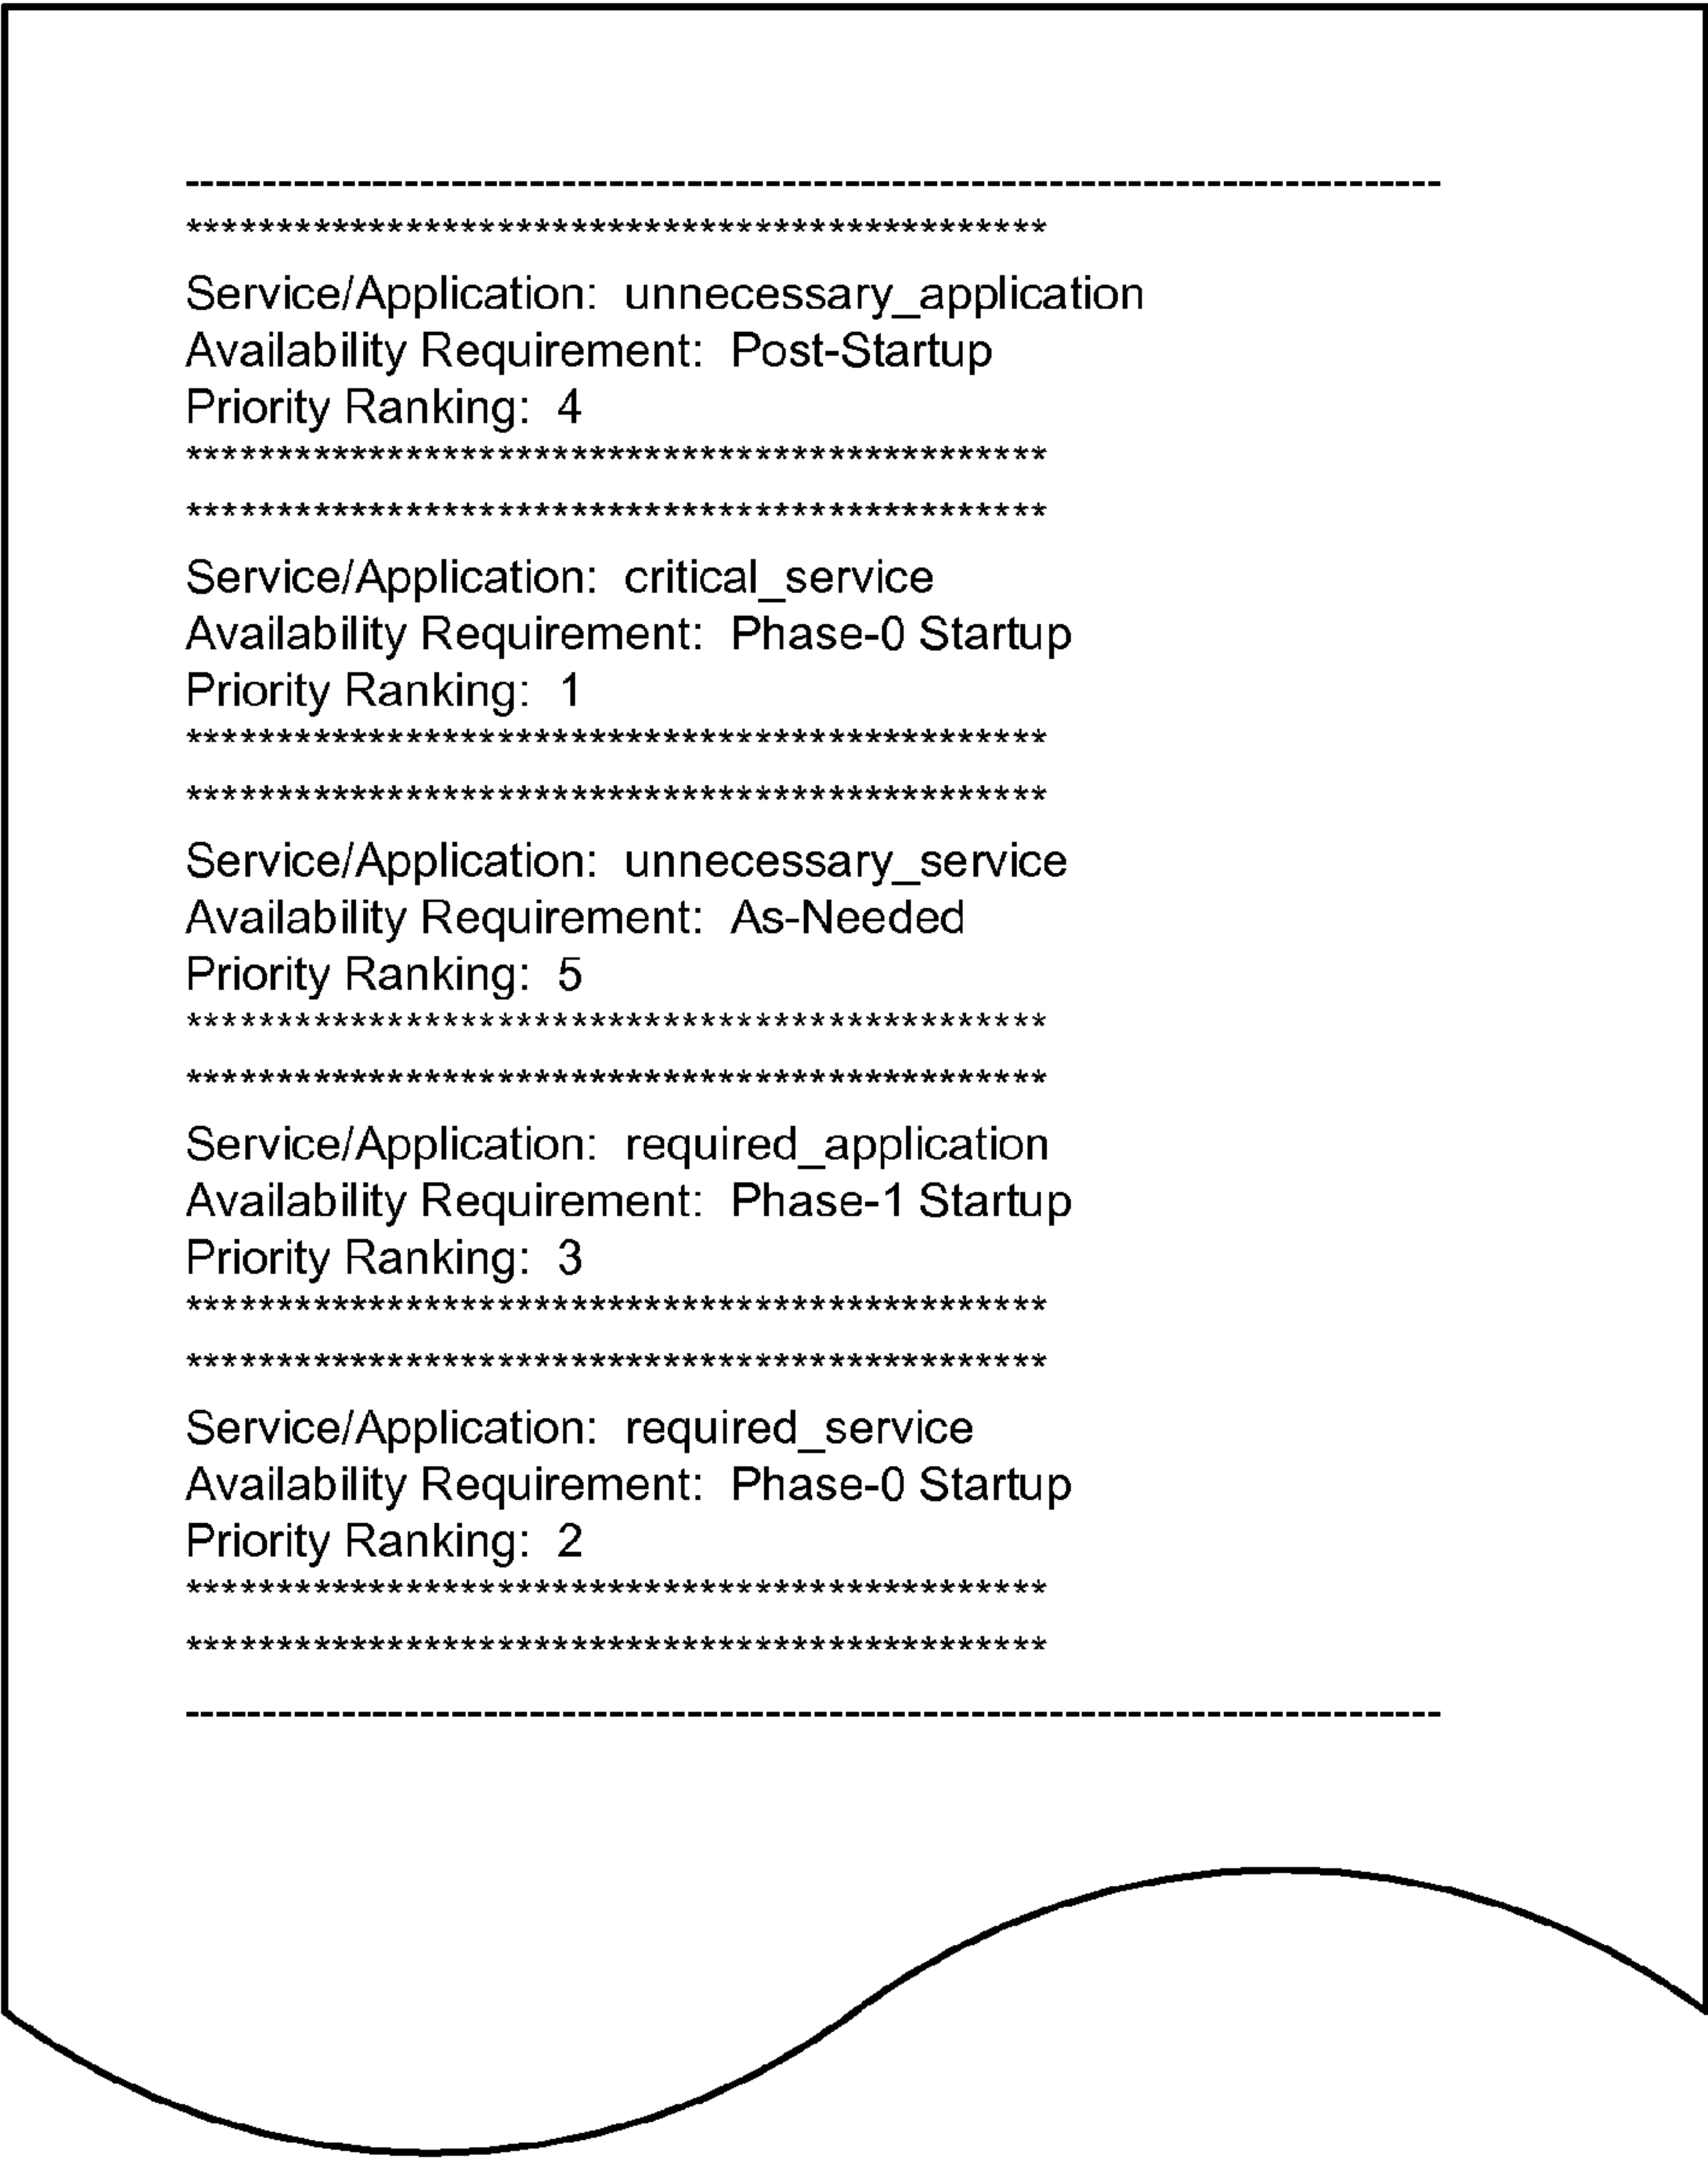 --------------------------------------------------------------------------------
***********************************************
Service/Application: unnecessary_application
Availability Requirement: Post-Startup
Priority Ranking: 4
***********************************************
***********************************************
Service/Application: critical_service
Availability Requirement: Phase-0 Startup
Priority Ranking: 1
***********************************************
***********************************************
Service/Application: unnecessary_service
Availability Requirement: As-Needed
Priority Ranking: 5
***********************************************
***********************************************
Service/Application: required_application
Availability Requirement: Phase-1 Startup
Priority Ranking: 3
***********************************************
***********************************************
Service/Application: required_service
Availability Requirement: Phase-0 Startup
Priority Ranking: 2
***********************************************
***********************************************
--------------------------------------------------------------------------------